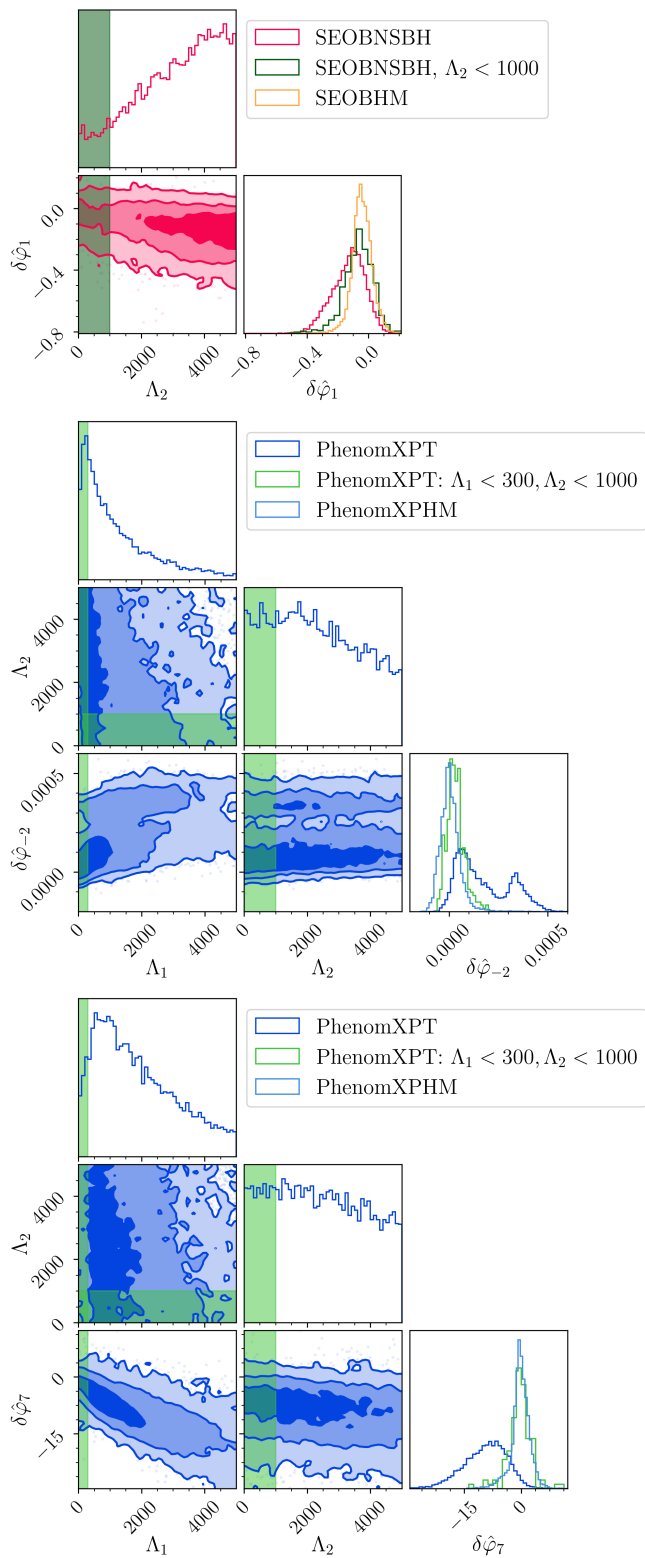 SEOBNSBH
SEOBNSBH, Λ₂ < 1000
SEOBHM
0.0
−0.4
−0.8
δφ̂₁
0
2000
4000
Λ₂
−0.8
−0.4
0.0
δφ̂₁
PhenomXPT
PhenomXPT: Λ₁ < 300, Λ₂ < 1000
PhenomXPHM
4000
2000
0
Λ₂
0.0005
0.0000
δφ̂₋₂
0
2000
4000
Λ₁
0
2000
4000
Λ₂
0.0000
0.0005
δφ̂₋₂
PhenomXPT
PhenomXPT: Λ₁ < 300, Λ₂ < 1000
PhenomXPHM
4000
2000
0
Λ₂
0
−15
δφ̂₇
0
2000
4000
Λ₁
0
2000
4000
Λ₂
−15
0
δφ̂₇